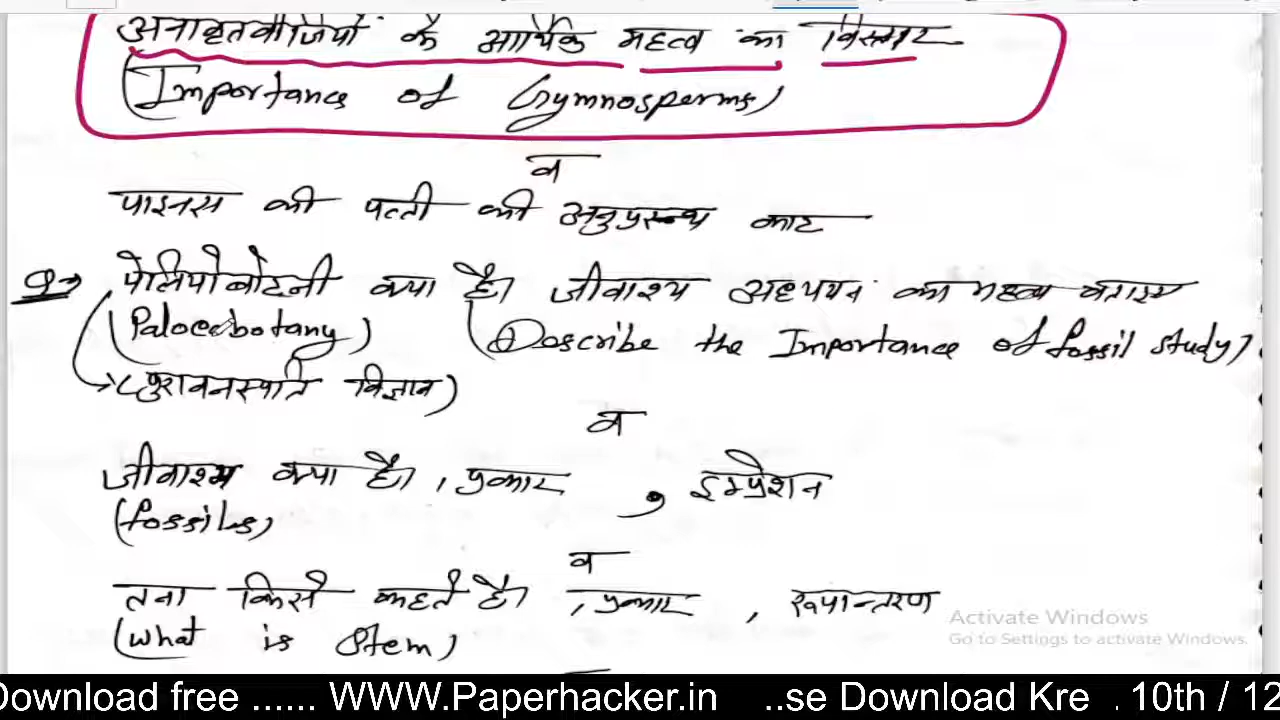 अनावृतबीजियों के आर्थिक महत्व का विस्तार
(Importance of Gymnosperms)
व
पाइनस की पत्ती की अनुप्रस्थ काट
Q→ पेलियोबोटनी क्या है। जीवाश्म अध्ययन का महत्व बताइए
(Paloeobotany) (Describe the Importance of fossil study)
→ (पुरावनस्पति विज्ञान)
व
जीवाश्म क्या है।, प्रकार , इम्प्रेशन
(fossils)
व
तना किसे कहते है। , प्रकार , रूपान्तरण
(what is Stem)
Activate Windows
Go to Settings to activate Windows.
Download free ...... WWW.Paperhacker.in ..se Download Kre . 10th / 12